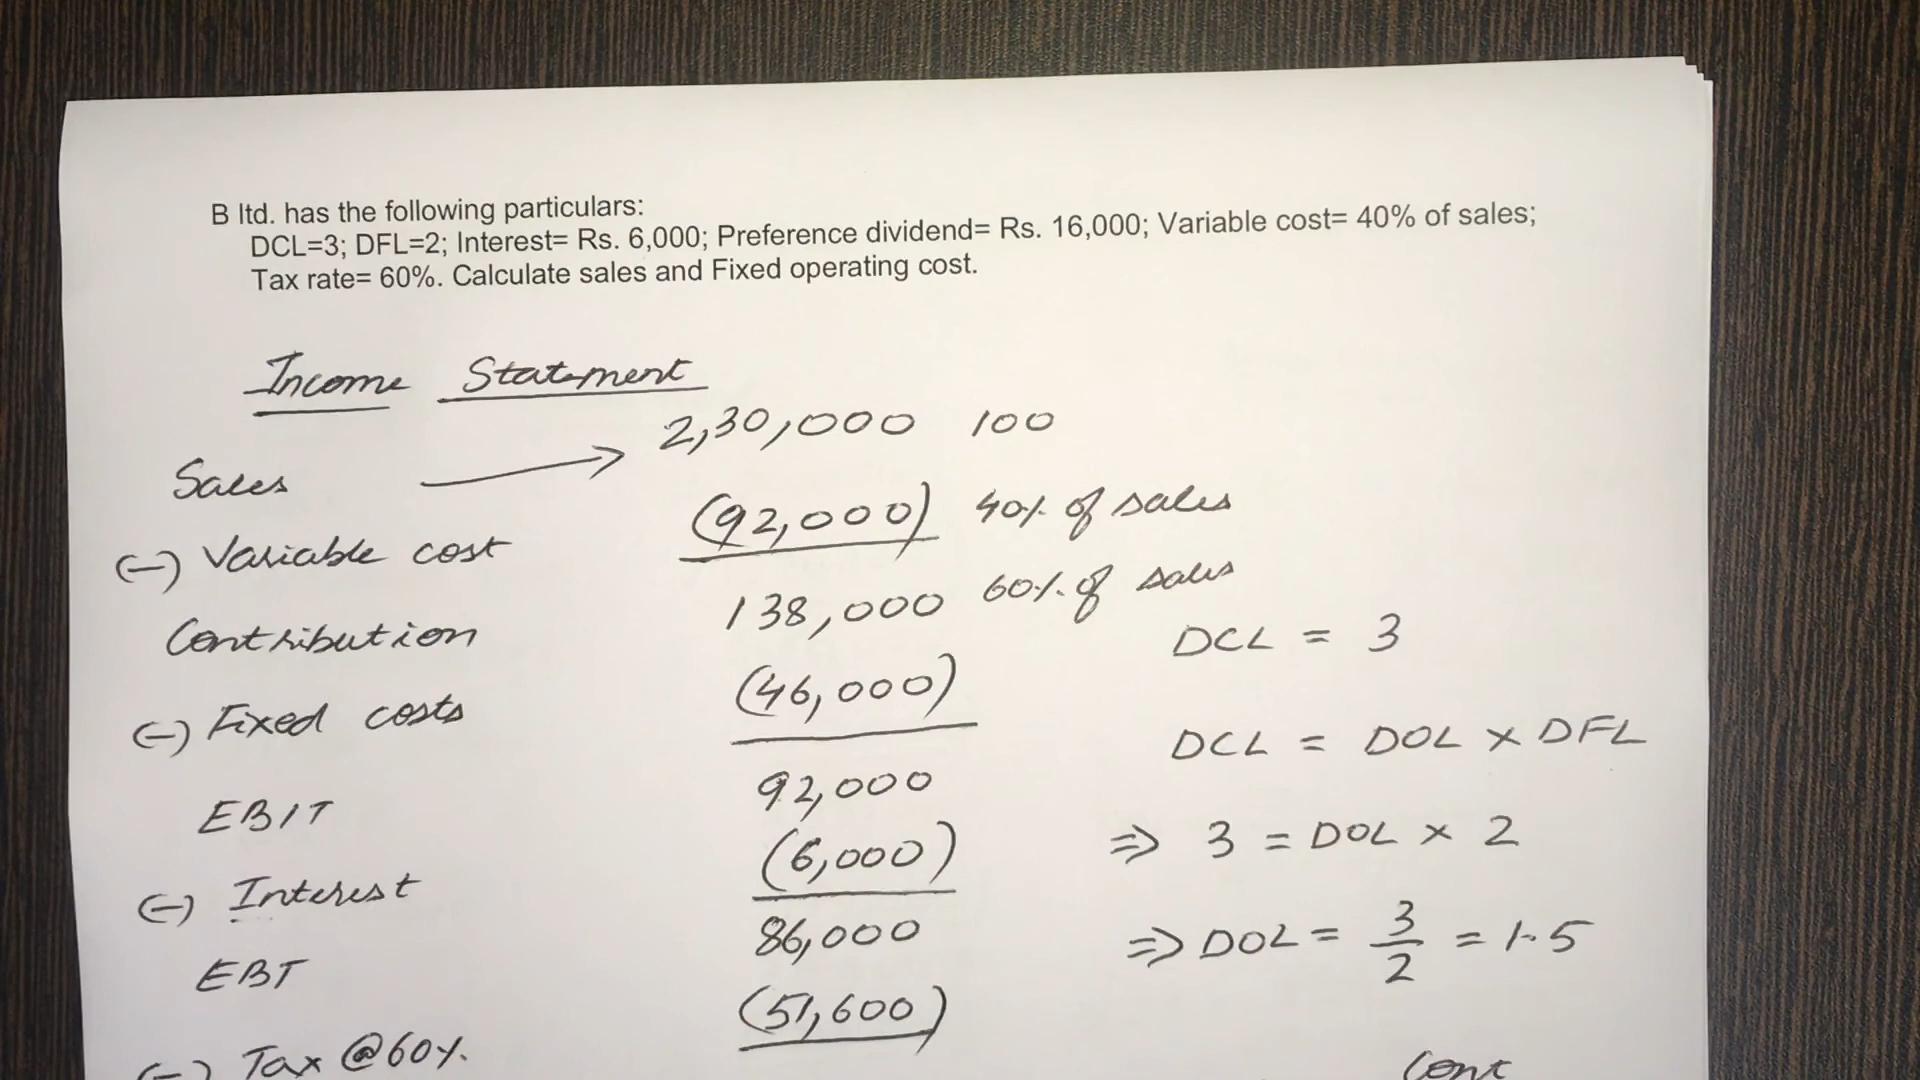 B ltd. has the following particulars:
DCL=3; DFL=2; Interest= Rs. 6,000; Preference dividend= Rs. 16,000; Variable cost= 40% of sales;
Tax rate= 60%. Calculate sales and Fixed operating cost.
Income Statement
Sales → 2,30,000 100
(-) Variable cost (92,000) 40% of sales
Contribution 138,000 60% of sales
DCL = 3
(-) Fixed costs (46,000)
DCL = DOL × DFL
EBIT 92,000
⇒ 3 = DOL × 2
(-) Interest (6,000)
⇒ DOL = 3/2 = 1.5
EBT 86,000
(-) Tax @60% (51,600)
Cont